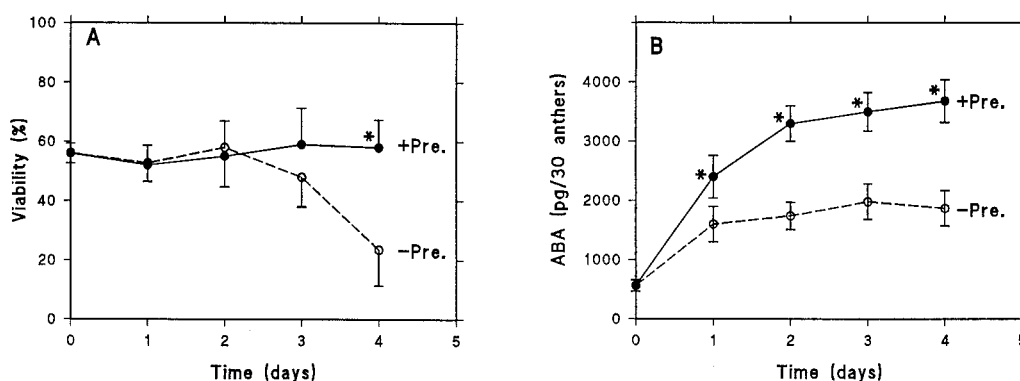 A
Viability (%)
100
80
60
40
20
0
*
+Pre.
−Pre.
0 1 2 3 4 5
Time (days)
B
ABA (pg/30 anthers)
4000
3000
2000
1000
0
* * * *
+Pre.
−Pre.
0 1 2 3 4 5
Time (days)